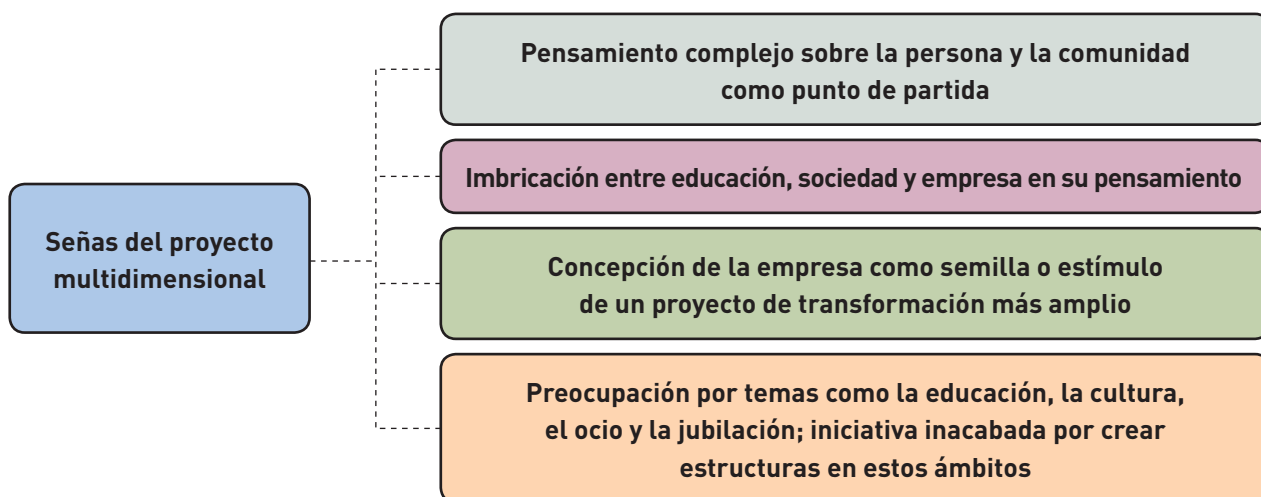 Señas del proyecto
multidimensional
Pensamiento complejo sobre la persona y la comunidad
como punto de partida
Imbricación entre educación, sociedad y empresa en su pensamiento
Concepción de la empresa como semilla o estímulo
de un proyecto de transformación más amplio
Preocupación por temas como la educación, la cultura,
el ocio y la jubilación; iniciativa inacabada por crear
estructuras en estos ámbitos